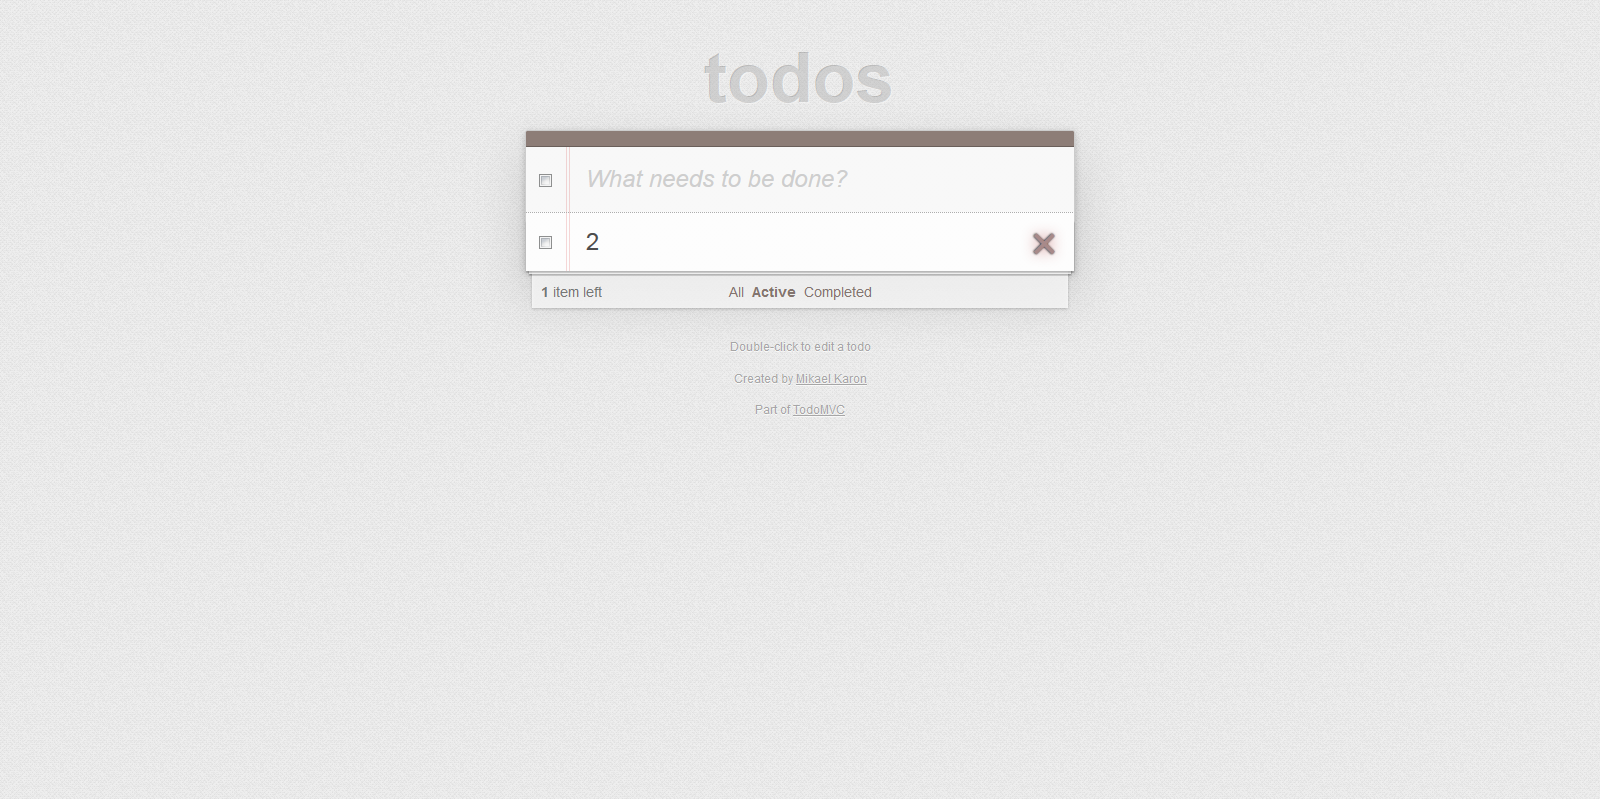 todos
What needs to be done?
2
1 item left All Active Completed
Double-click to edit a todo
Created by Mikael Karon
Part of TodoMVC